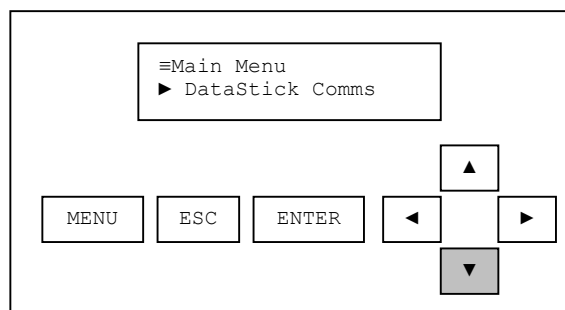 ≡Main Menu
► DataStick Comms
▲
MENU ESC ENTER ◄ ►
▼